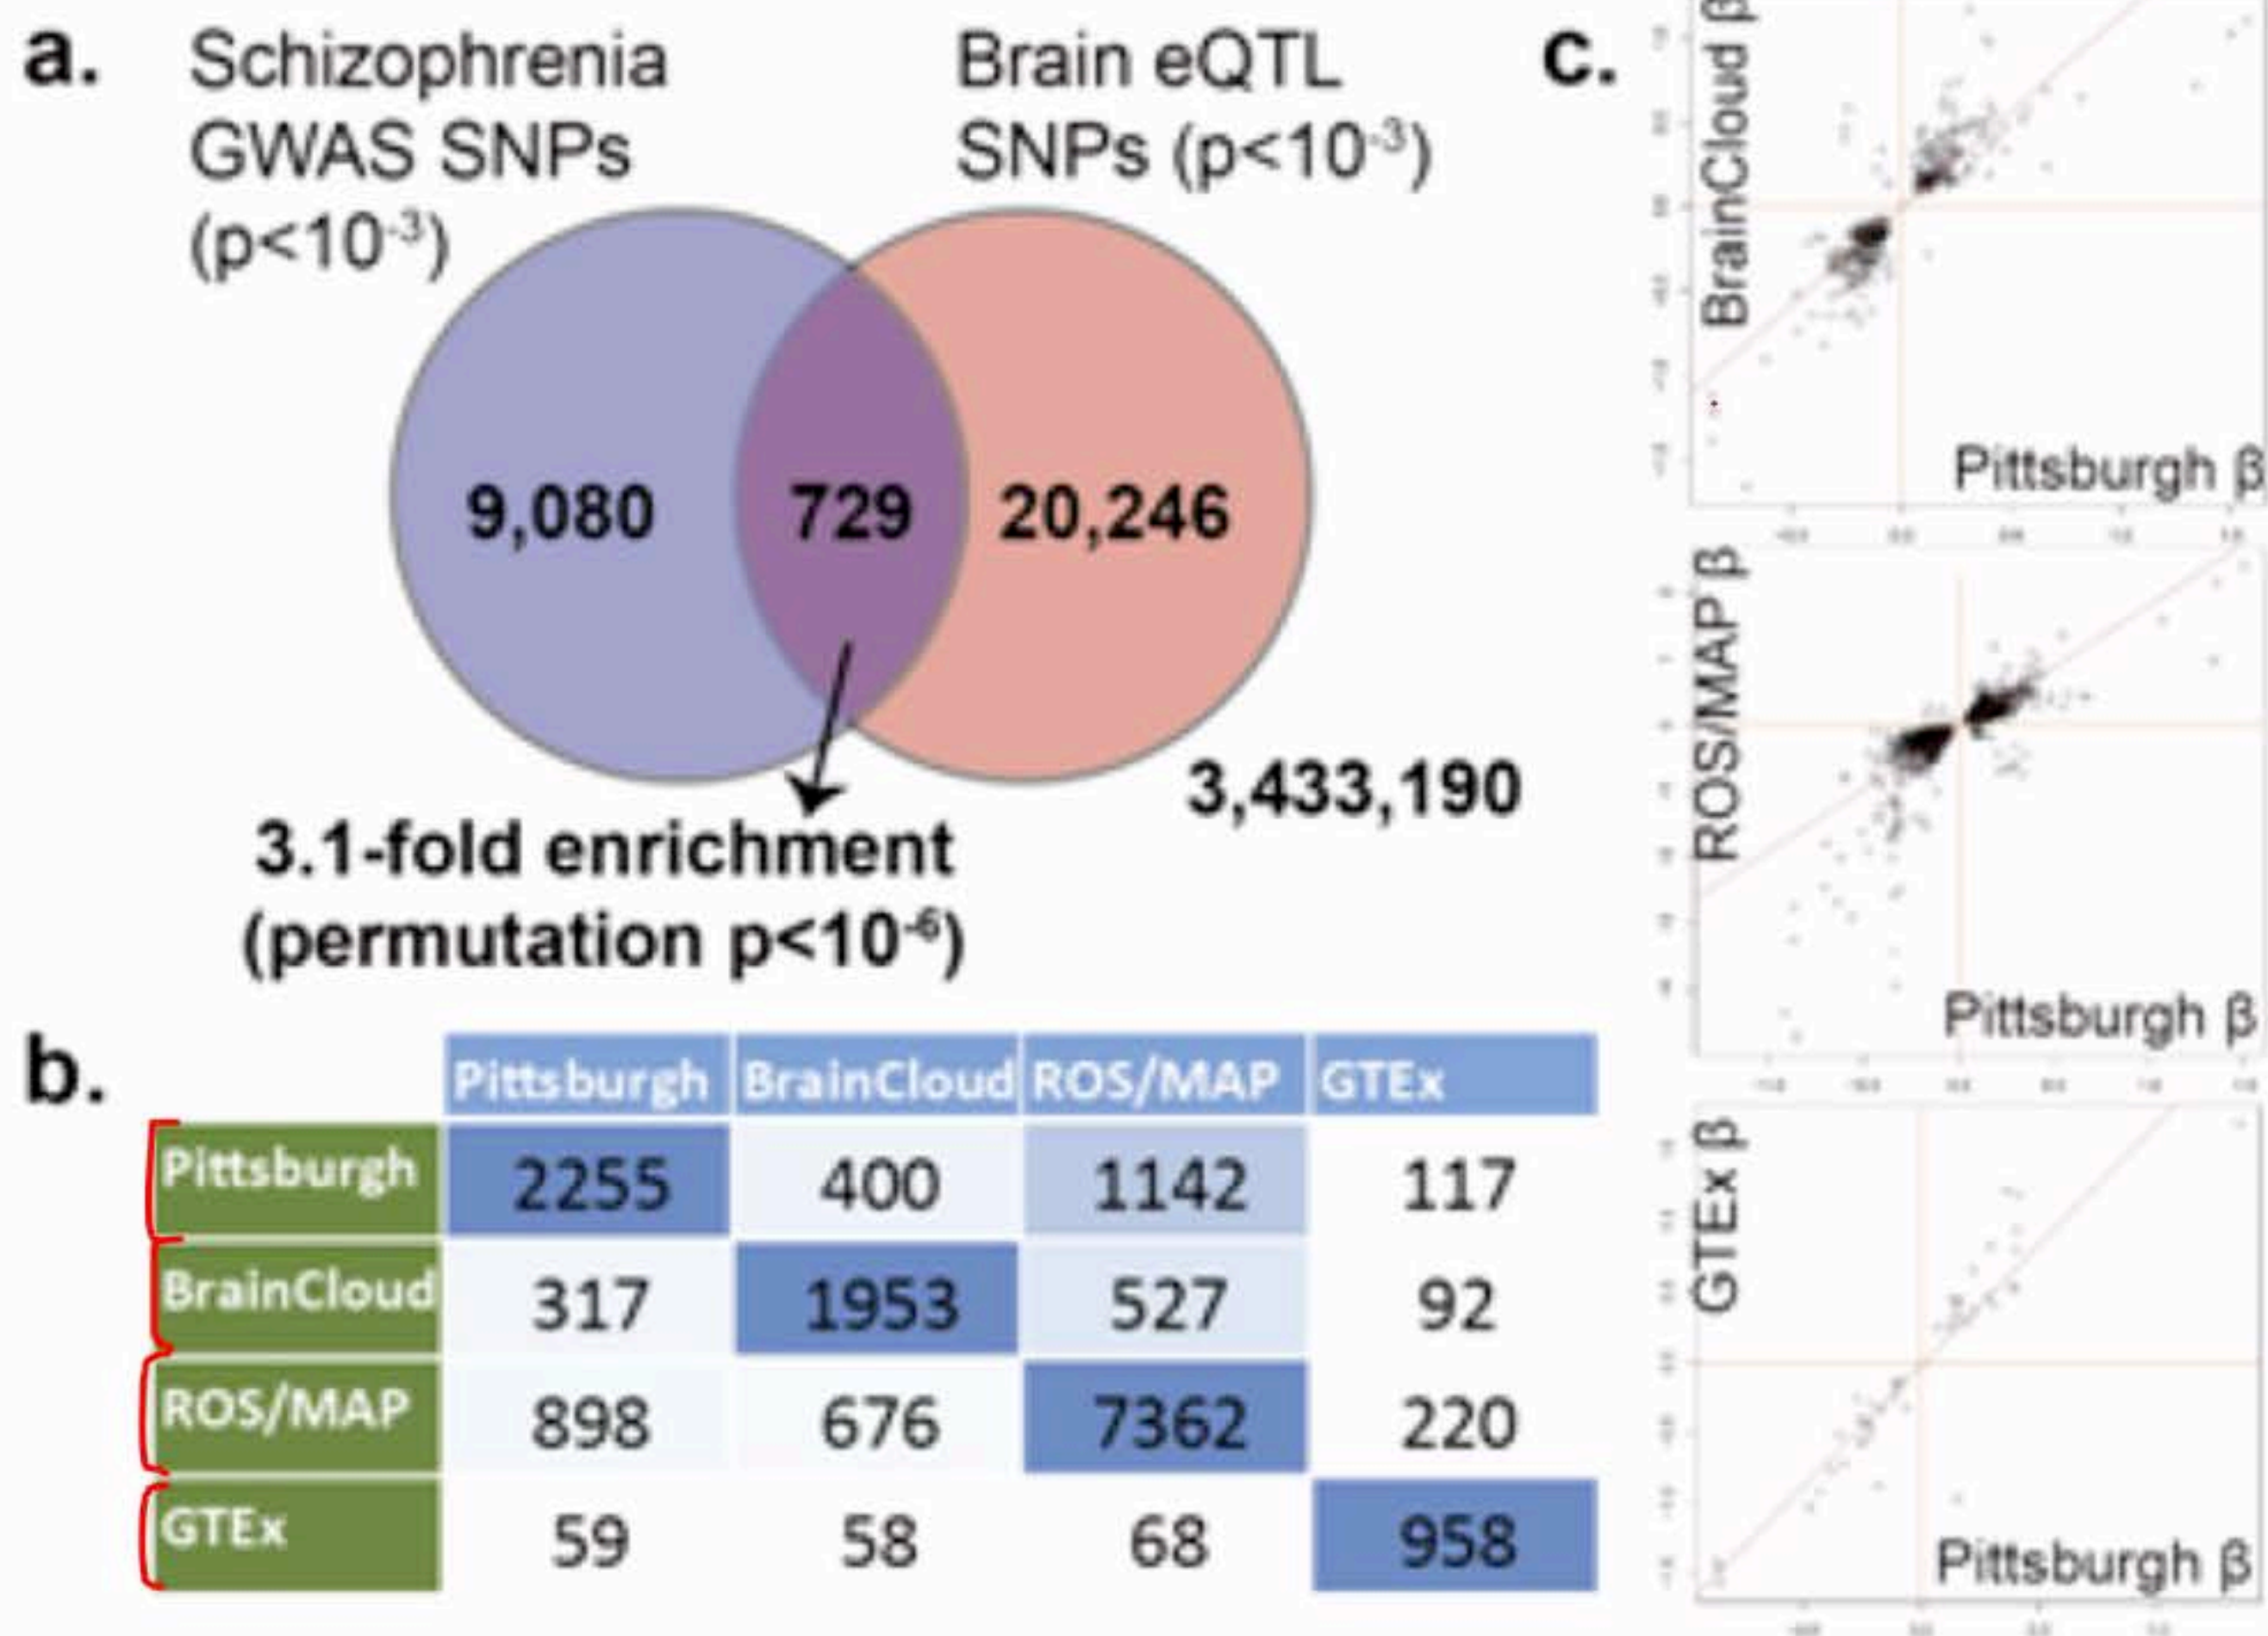 a.
Schizophrenia
GWAS SNPs
(p<10⁻³)
Brain eQTL
SNPs (p<10⁻³)
9,080
729
20,246
3,433,190
3.1-fold enrichment
(permutation p<10⁻⁶)
b.
Pittsburgh BrainCloud ROS/MAP GTEx
Pittsburgh 2255 400 1142 117
BrainCloud 317 1953 527 92
ROS/MAP 898 676 7362 220
GTEx 59 58 68 958
c.
BrainCloud β
Pittsburgh β
ROS/MAP β
Pittsburgh β
GTEx β
Pittsburgh β